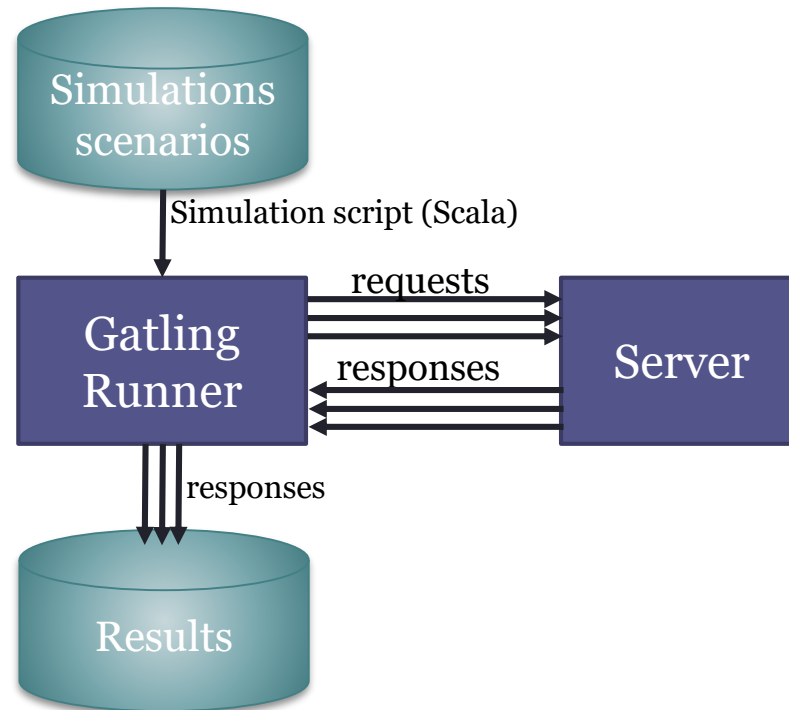 Simulations
scenarios
Simulation script (Scala)
requests
Gatling
Runner
Server
responses
responses
Results